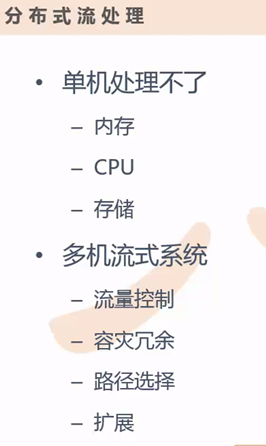 分布式流处理
• 单机处理不了
– 内存
– CPU
– 存储
• 多机流式系统
– 流量控制
– 容灾冗余
– 路径选择
– 扩展